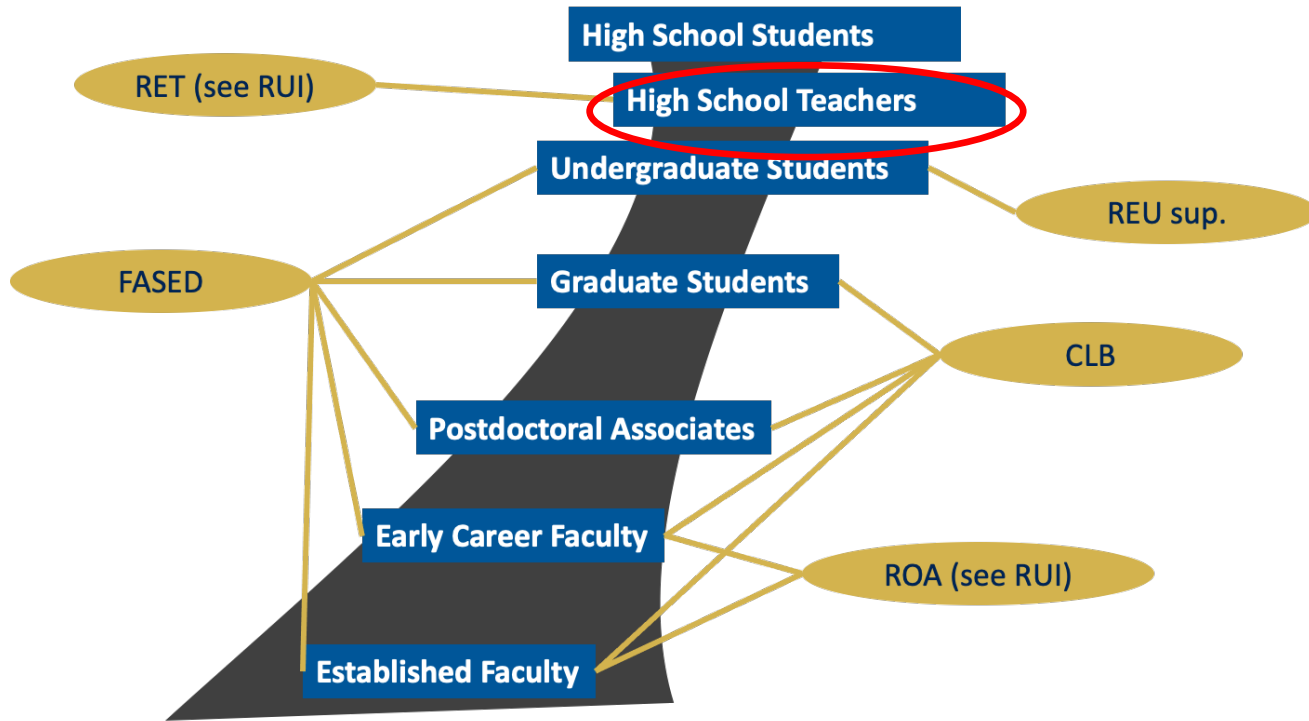 High School Students
RET (see RUI)
High School Teachers
Undergraduate Students
REU sup.
FASED
Graduate Students
CLB
Postdoctoral Associates
Early Career Faculty
ROA (see RUI)
Established Faculty